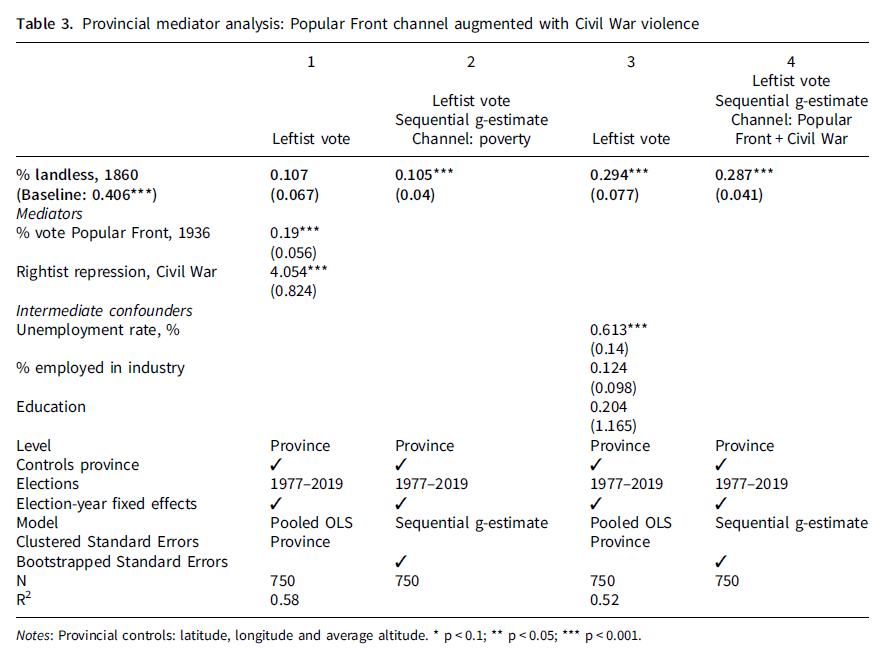 Table 3. Provincial mediator analysis: Popular Front channel augmented with Civil War violence
1 2 3 4
Leftist vote
Leftist vote Sequential g-estimate
Sequential g-estimate Channel: Popular
Leftist vote Channel: poverty Leftist vote Front + Civil War
% landless, 1860 0.107 0.105*** 0.294*** 0.287***
(Baseline: 0.406***) (0.067) (0.04) (0.077) (0.041)
Mediators
% vote Popular Front, 1936 0.19***
(0.056)
Rightist repression, Civil War 4.054***
(0.824)
Intermediate confounders
Unemployment rate, % 0.613***
(0.14)
% employed in industry 0.124
(0.098)
Education 0.204
(1.165)
Level Province Province Province Province
Controls province ✓ ✓ ✓ ✓
Elections 1977–2019 1977–2019 1977–2019 1977–2019
Election-year fixed effects ✓ ✓ ✓ ✓
Model Pooled OLS Sequential g-estimate Pooled OLS Sequential g-estimate
Clustered Standard Errors Province Province
Bootstrapped Standard Errors ✓ ✓
N 750 750 750 750
R2 0.58 0.52
Notes: Provincial controls: latitude, longitude and average altitude. * p < 0.1; ** p < 0.05; *** p < 0.001.